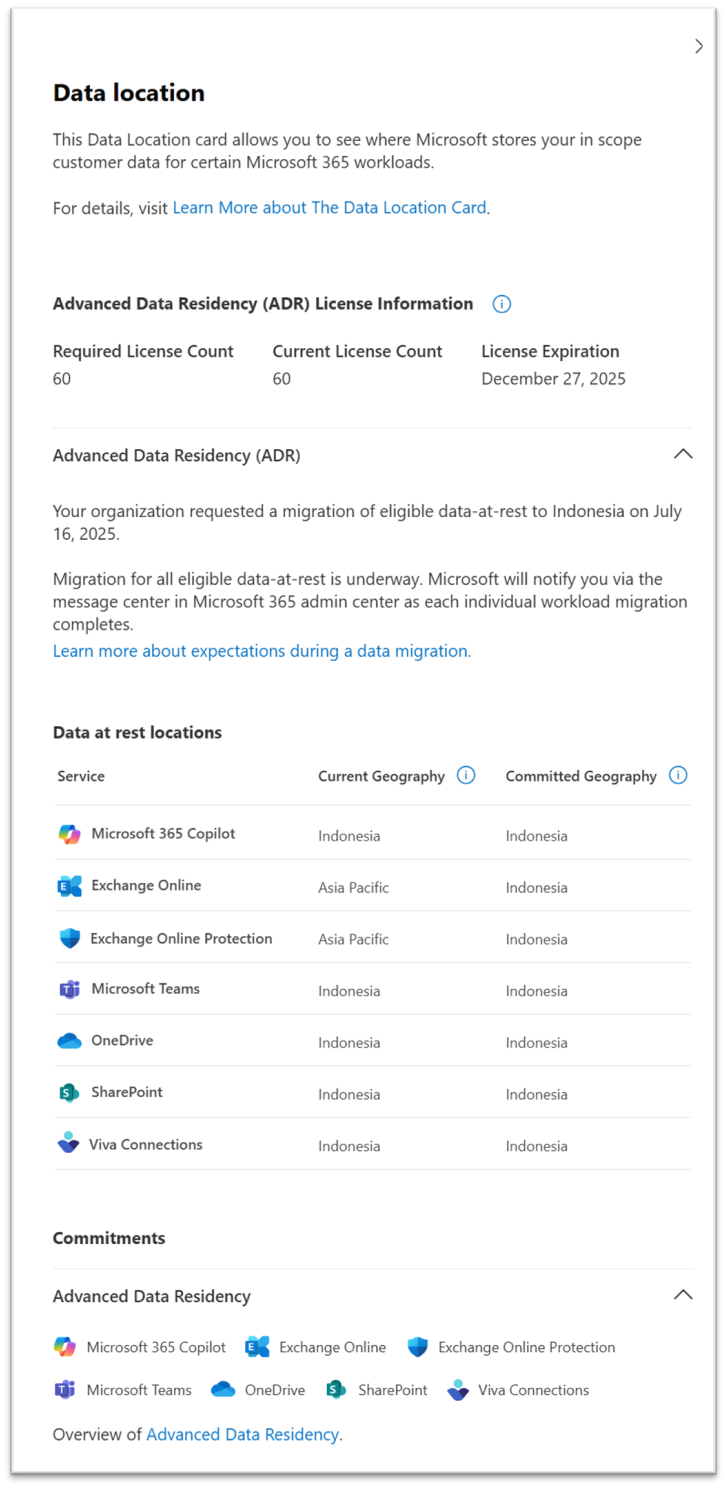 Data location
This Data Location card allows you to see where Microsoft stores your in scope
customer data for certain Microsoft 365 workloads.
For details, visit Learn More about The Data Location Card.
Advanced Data Residency (ADR) License Information
Required License Count Current License Count License Expiration
60 60 December 27, 2025
Advanced Data Residency (ADR)
Your organization requested a migration of eligible data-at-rest to Indonesia on July
16, 2025.
Migration for all eligible data-at-rest is underway. Microsoft will notify you via the
message center in Microsoft 365 admin center as each individual workload migration
completes.
Learn more about expectations during a data migration.
Data at rest locations
Service Current Geography Committed Geography
Microsoft 365 Copilot Indonesia Indonesia
Exchange Online Asia Pacific Indonesia
Exchange Online Protection Asia Pacific Indonesia
Microsoft Teams Indonesia Indonesia
OneDrive Indonesia Indonesia
SharePoint Indonesia Indonesia
Viva Connections Indonesia Indonesia
Commitments
Advanced Data Residency
Microsoft 365 Copilot Exchange Online Exchange Online Protection
Microsoft Teams OneDrive SharePoint Viva Connections
Overview of Advanced Data Residency.